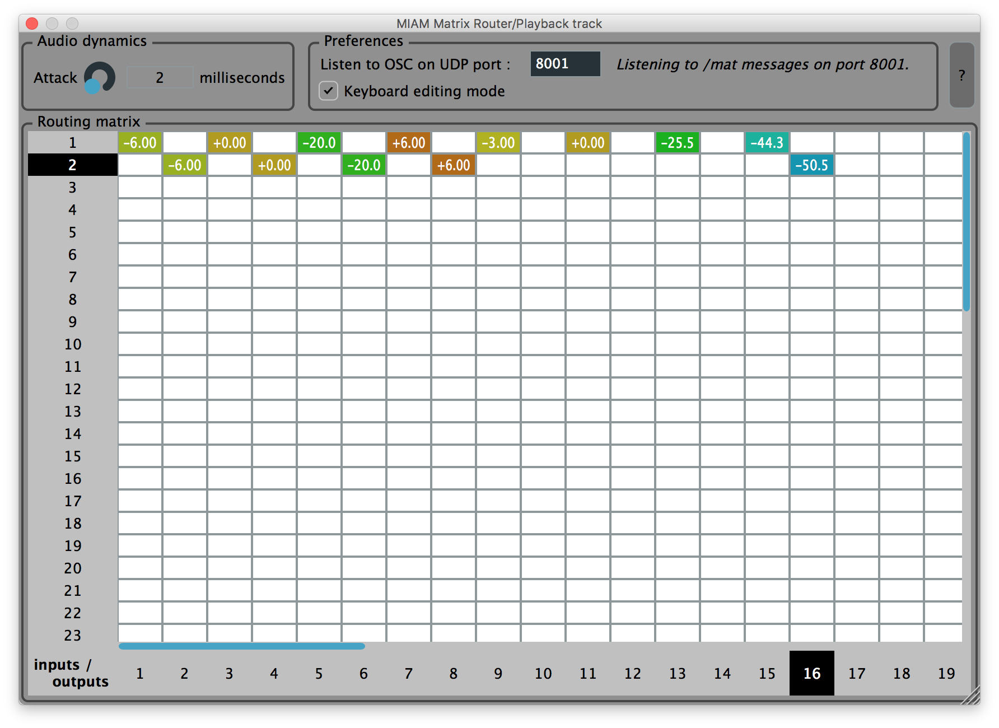 MIAM Matrix Router/Playback track
Audio dynamics
Attack 2 milliseconds
Preferences
Listen to OSC on UDP port : 8001 Listening to /mat messages on port 8001.
Keyboard editing mode
?
Routing matrix
1 -6.00 +0.00 -20.0 +6.00 -3.00 +0.00 -25.5 -44.3
2 -6.00 +0.00 -20.0 +6.00 -50.5
3
4
5
6
7
8
9
10
11
12
13
14
15
16
17
18
19
20
21
22
23
inputs /
outputs
1 2 3 4 5 6 7 8 9 10 11 12 13 14 15 16 17 18 19